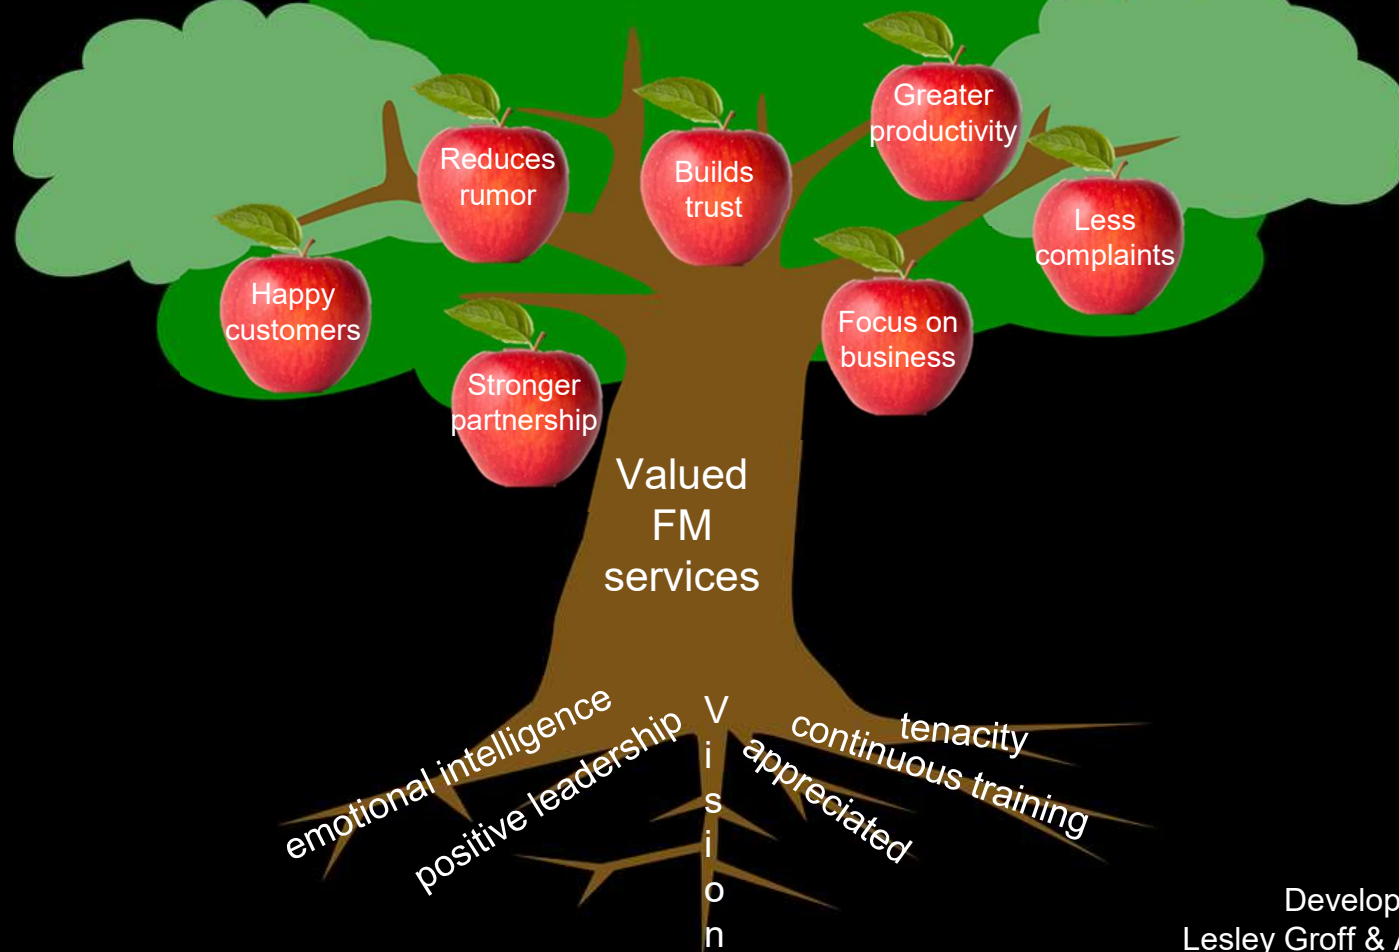 Greater
productivity
Reduces
rumor
Builds
trust
Less
complaints
Happy
customers
Focus on
business
Stronger
partnership
Valued
FM
services
emotional intelligence
positive leadership
Vision
appreciated
continuous training
tenacity
Develop
Lesley Groff &